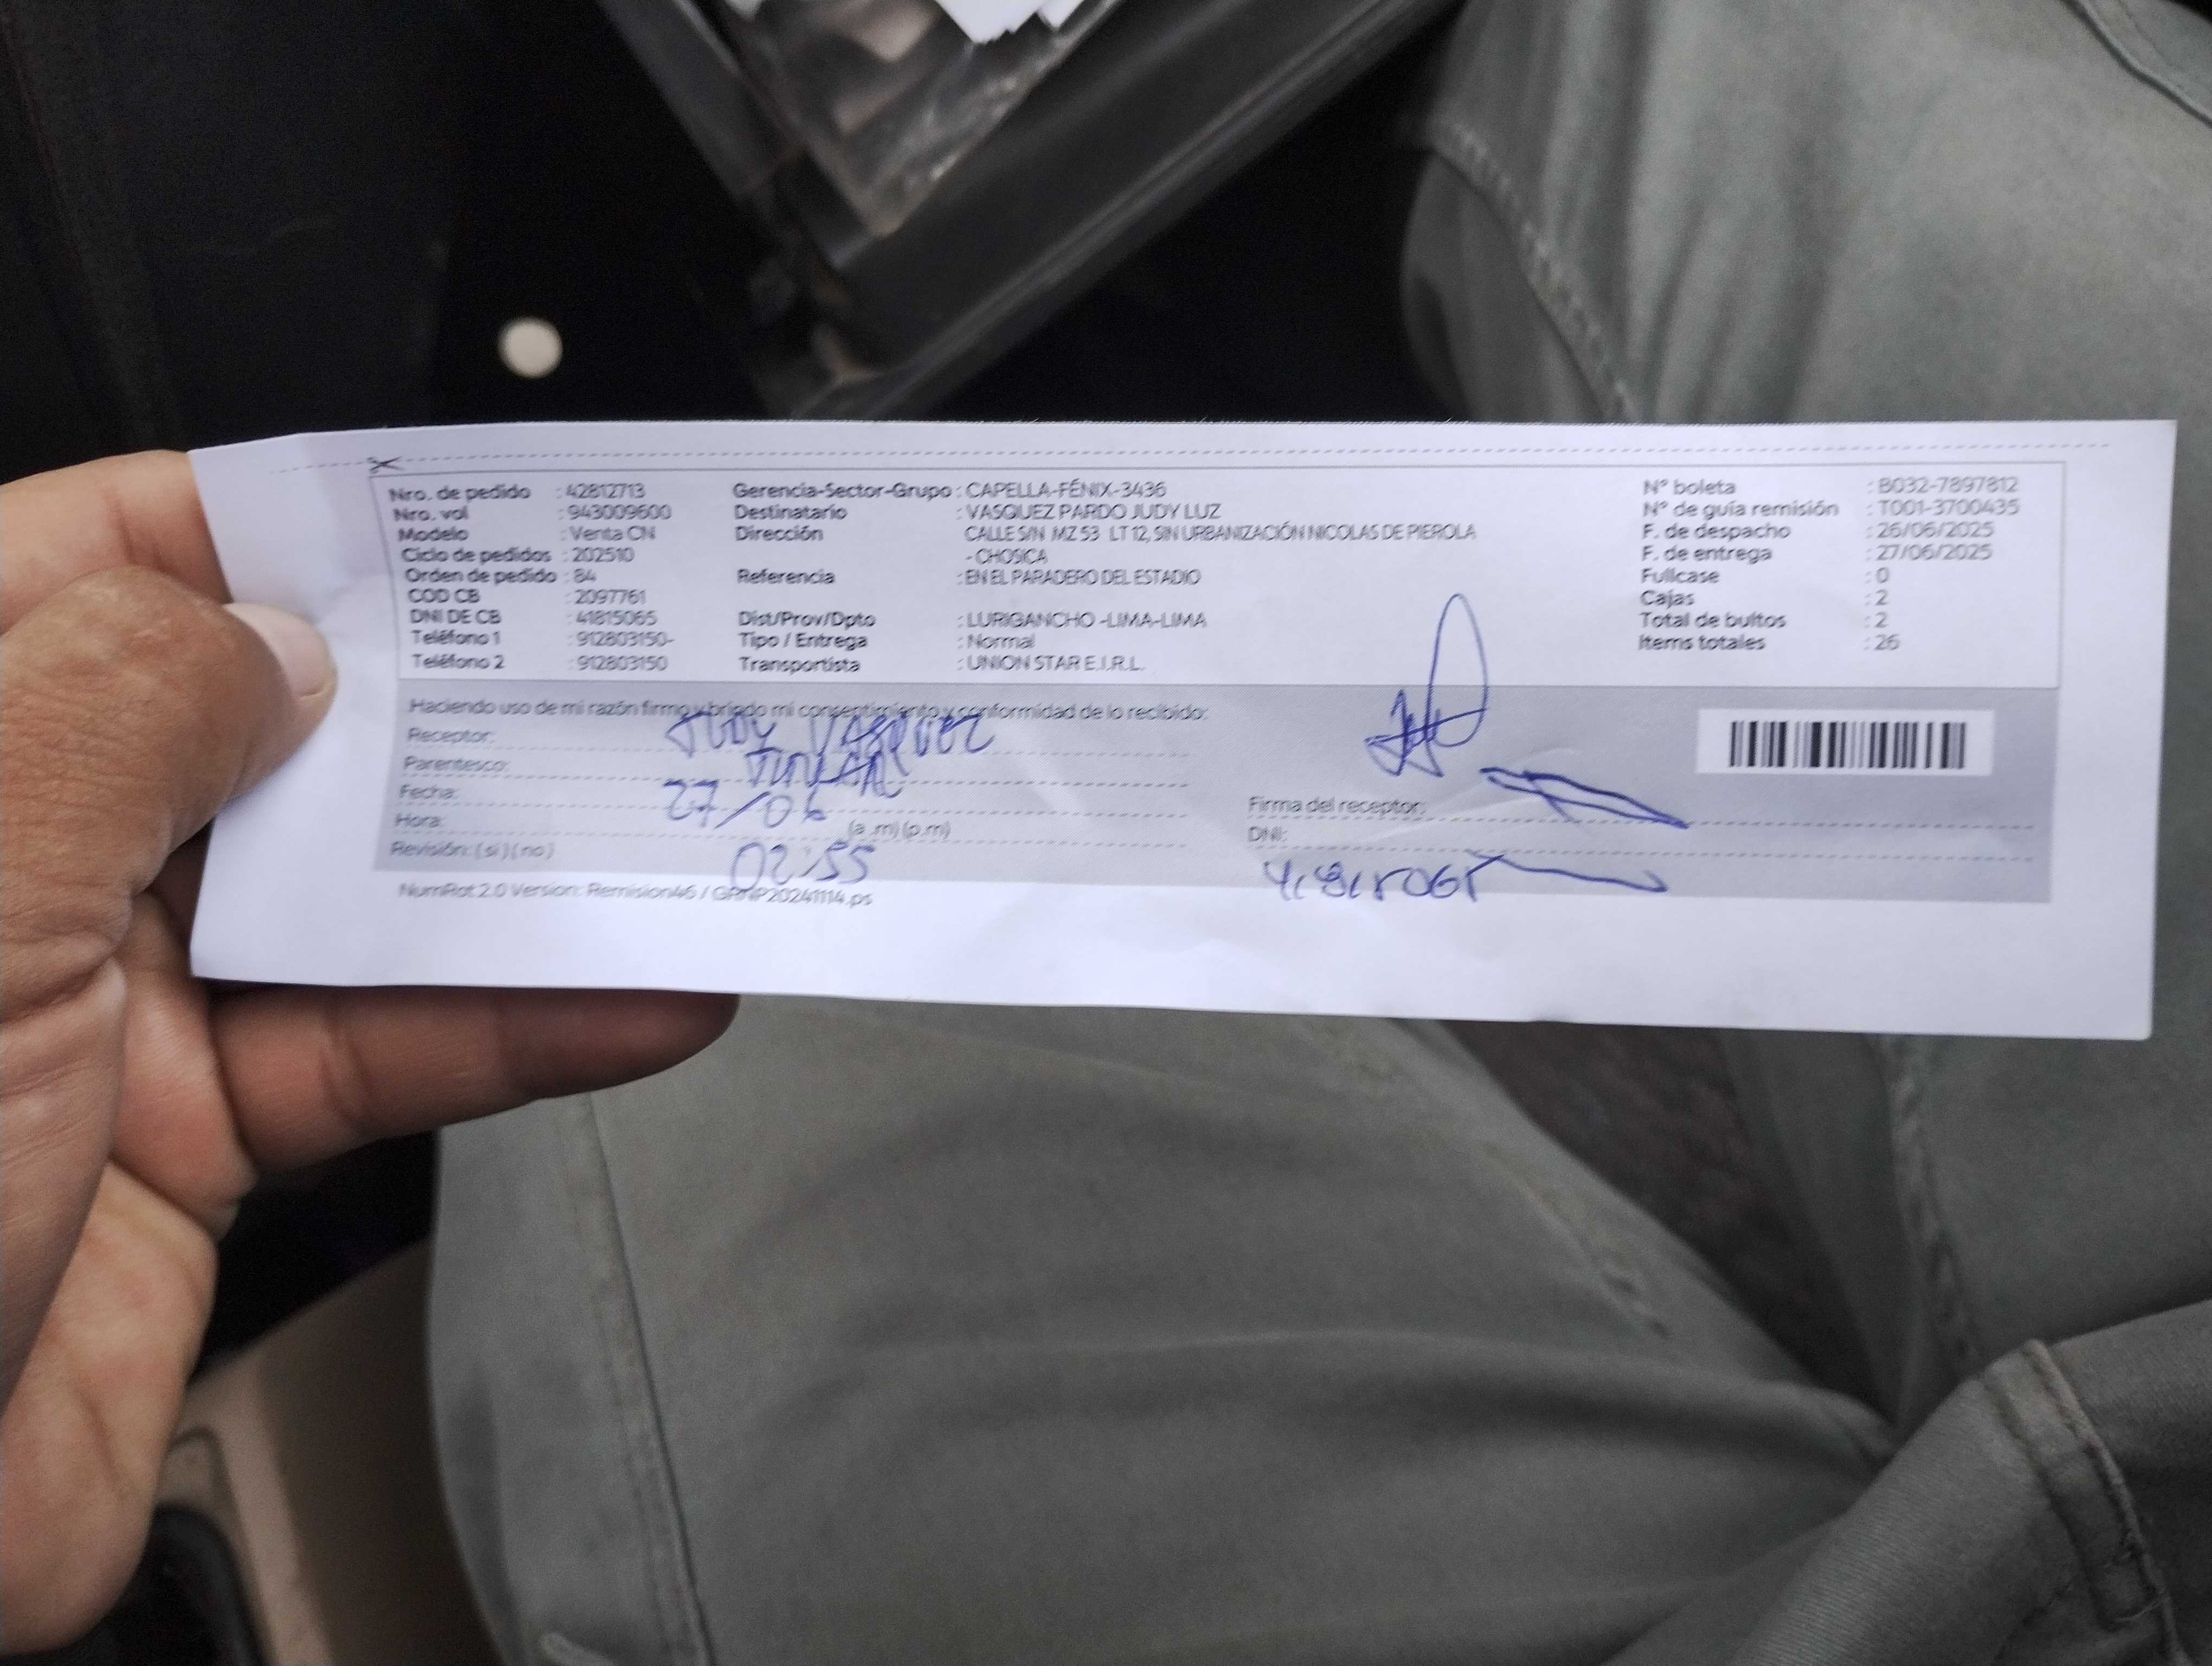 Nro. de pedido : 42812713 Gerencia-Sector-Grupo : CAPELLA-FÉNIX-3436 N° boleta : B032-7897812
Nro. vol : 943009600 Destinatario : VASQUEZ PARDO JUDY LUZ N° de guía remisión : T001-3700435
Modelo : Venta CN Dirección CALLE S/N MZ 53 LT 12, SIN URBANIZACIÓN NICOLAS DE PIEROLA F. de despacho : 26/06/2025
Ciclo de pedidos : 202510 - CHOSICA F. de entrega : 27/06/2025
Orden de pedido : 84 Referencia : EN EL PARADERO DEL ESTADIO Fullcase : 0
COD CB : 2097761 Cajas : 2
DNI DE CB : 41815065 Dist/Prov/Dpto : LURIGANCHO -LIMA-LIMA Total de bultos : 2
Teléfono 1 : 912803150- Tipo / Entrega : Normal Items totales : 26
Teléfono 2 : 912803150 Transportista : UNION STAR E.I.R.L.
Haciendo uso de mi razón firmo y brindo mi consentimiento y conformidad de lo recibido:
Receptor: JUDY VASQUEZ
Parentesco:
Fecha: 27/06 Firma del receptor:
Hora: (a .m) (p.m) DNI:
Revisión: ( si ) ( no ) 02:55
NumRot 2.0 Version: Remision46 / GRNP20241114.ps